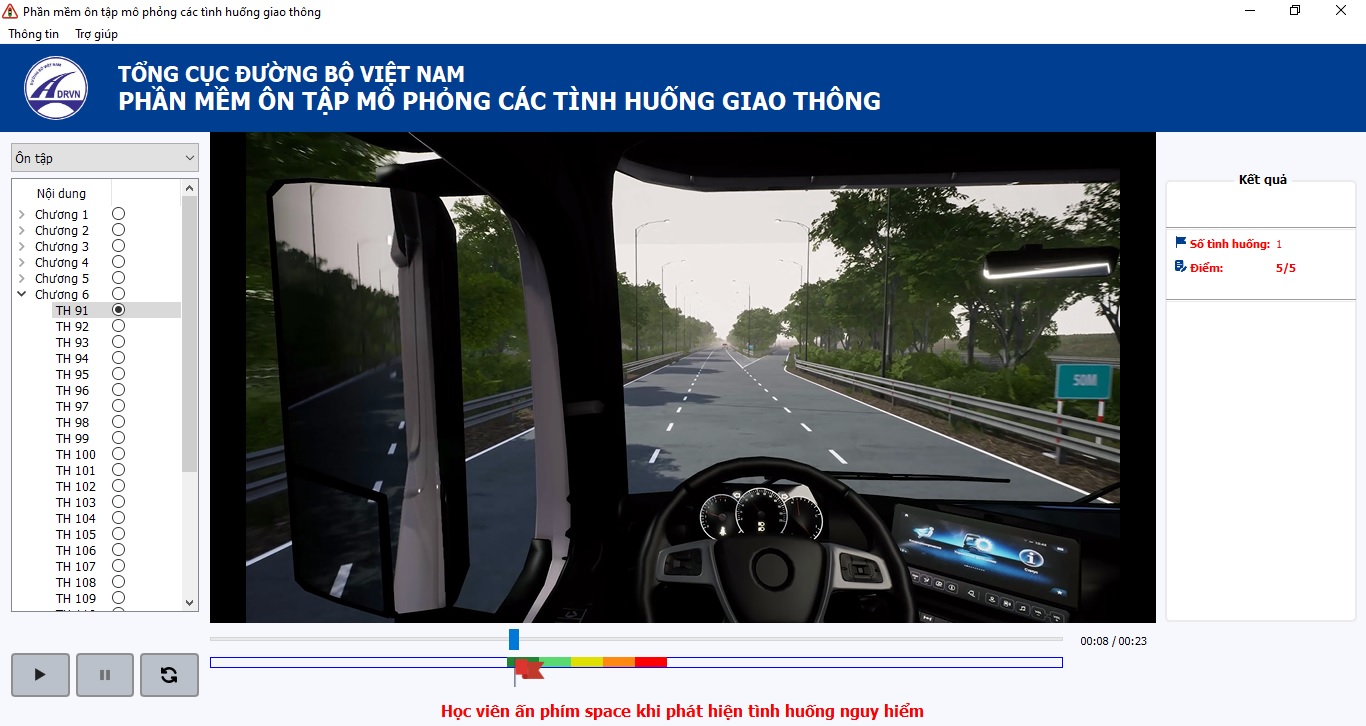 Phần mềm ôn tập mô phỏng các tình huống giao thông
Thông tin Trợ giúp
ĐƯỜNG BỘ VIỆT NAM
DRVN
TỔNG CỤC ĐƯỜNG BỘ VIỆT NAM
PHẦN MỀM ÔN TẬP MÔ PHỎNG CÁC TÌNH HUỐNG GIAO THÔNG
Ôn tập
Nội dung
Chương 1
Chương 2
Chương 3
Chương 4
Chương 5
Chương 6
TH 91
TH 92
TH 93
TH 94
TH 95
TH 96
TH 97
TH 98
TH 99
TH 100
TH 101
TH 102
TH 103
TH 104
TH 105
TH 106
TH 107
TH 108
TH 109
50M
Kết quả
Số tình huống: 1
Điểm: 5/5
00:08 / 00:23
Học viên ấn phím space khi phát hiện tình huống nguy hiểm